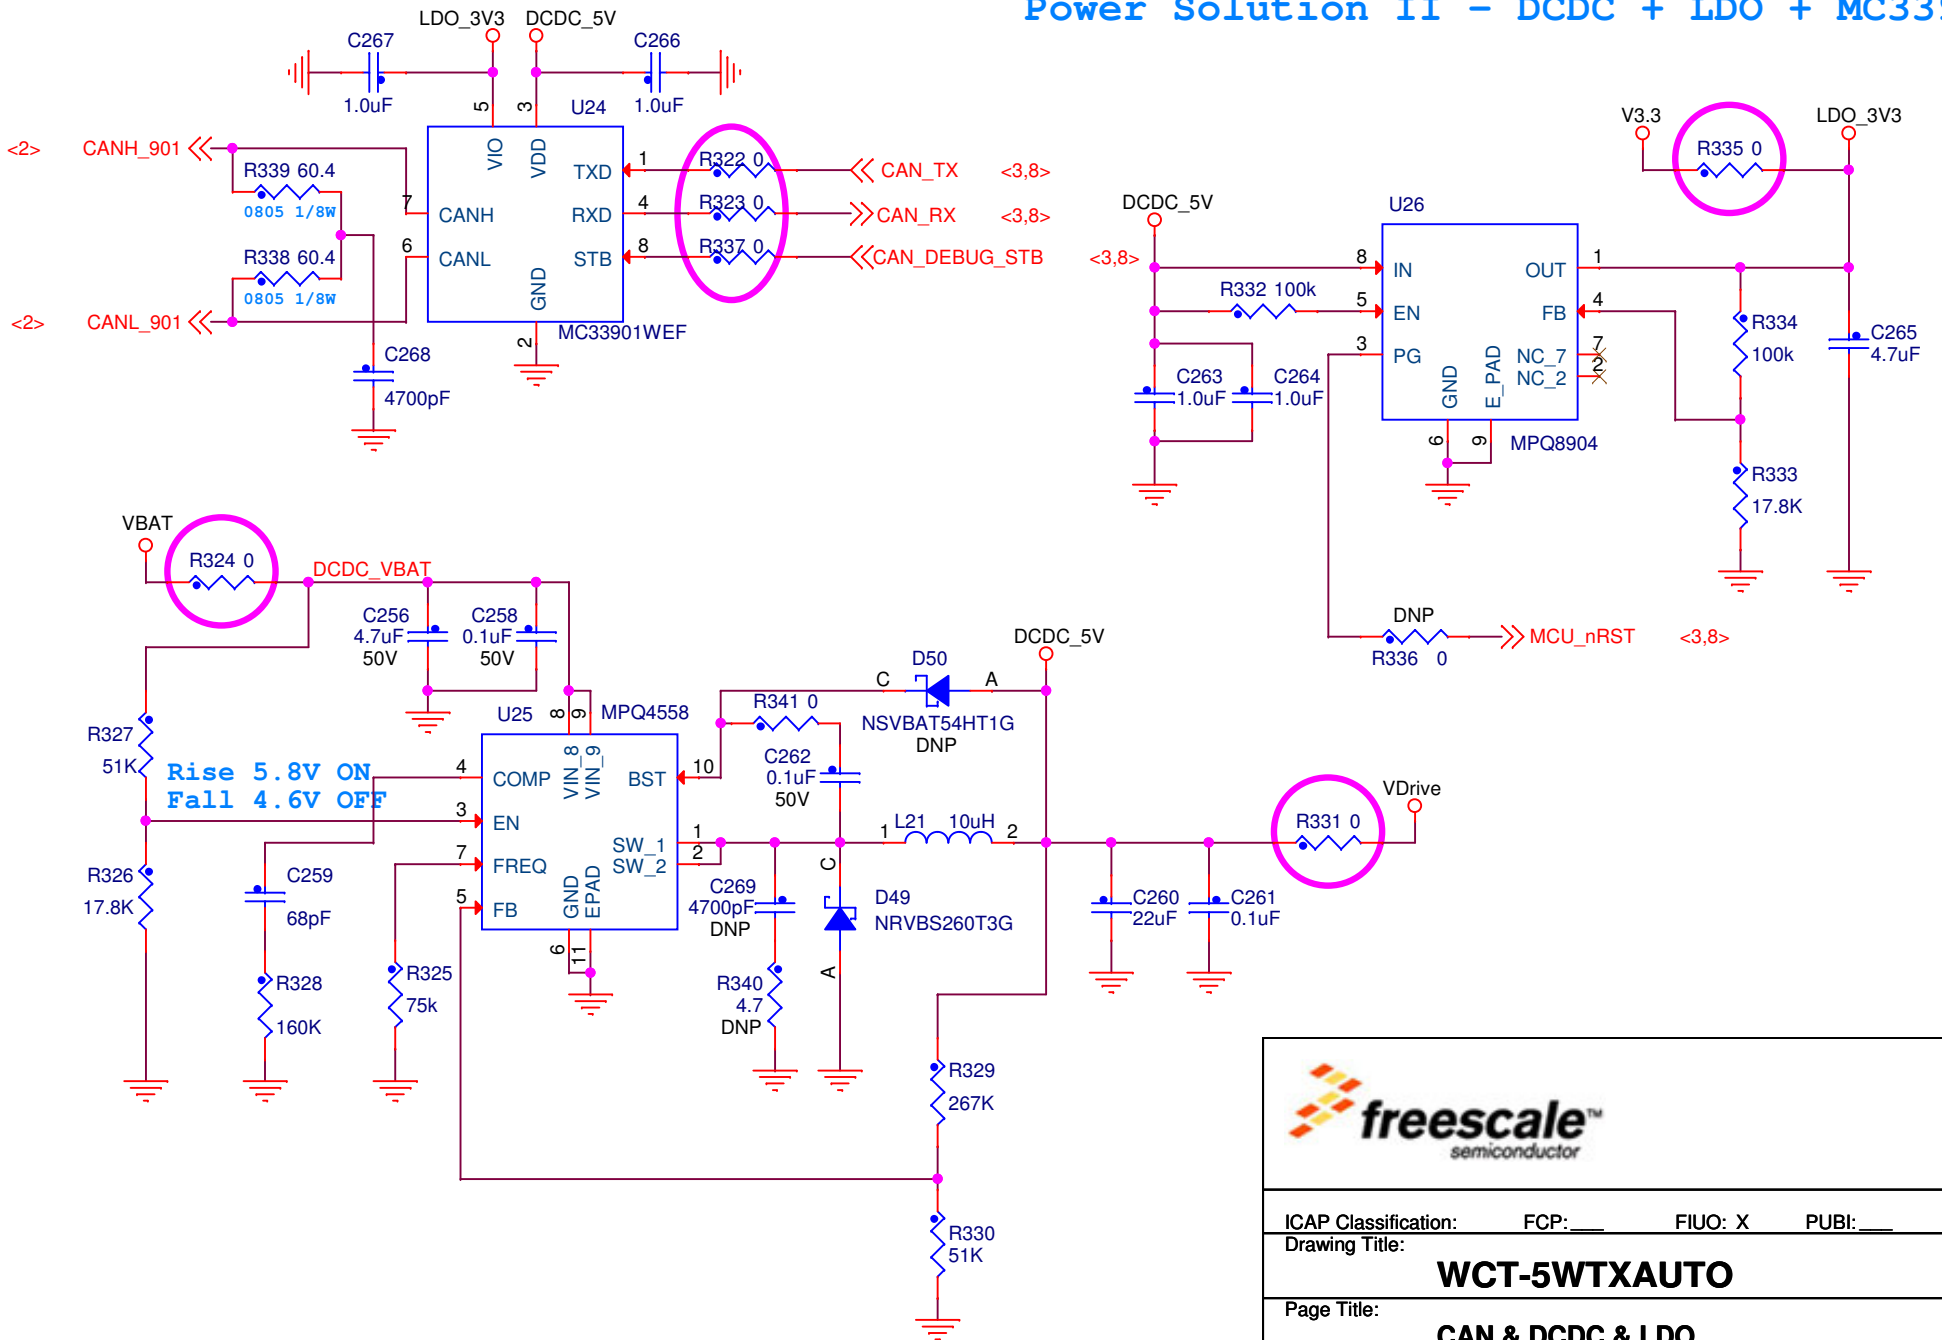 Power Solution II - DCDC + LDO + MC339
LDO_3V3 DCDC_5V
C267
1.0uF
C266
1.0uF
5
3
U24
VIO
VDD
TXD
RXD
STB
CANH
CANL
GND
1
4
8
7
6
2
MC33901WEF
<2> CANH_901
R339 60.4
0805 1/8W
R338 60.4
0805 1/8W
<2> CANL_901
C268
4700pF
R322 0
R323 0
R337 0
CAN_TX <3,8>
CAN_RX <3,8>
CAN_DEBUG_STB <3,8>
V3.3
R335 0
LDO_3V3
DCDC_5V
U26
8
5
3
IN
EN
PG
OUT
FB
NC_7
NC_2
GND
E_PAD
1
4
7
2
6
9
MPQ8904
R332 100k
C263
1.0uF
C264
1.0uF
R334
100k
C265
4.7uF
R333
17.8K
DNP
R336 0
MCU_nRST <3,8>
VBAT
R324 0
DCDC_VBAT
C256
4.7uF
50V
C258
0.1uF
50V
R327
51K
Rise 5.8V ON
Fall 4.6V OFF
R326
17.8K
U25
8
9
MPQ4558
4
3
7
5
COMP
EN
FREQ
FB
VIN_8
VIN_9
BST
SW_1
SW_2
GND
EPAD
10
1
2
6
11
C259
68pF
R328
160K
R325
75k
R341 0
C262
0.1uF
50V
C
D50
A
NSVBAT54HT1G
DNP
DCDC_5V
1
L21 10uH
2
C269
4700pF
DNP
R340
4.7
DNP
C
D49
NRVBS260T3G
A
C260
22uF
C261
0.1uF
R331 0
VDrive
R329
267K
R330
51K
freescale™
semiconductor
ICAP Classification: FCP:___ FIUO: X PUBI:___
Drawing Title:
WCT-5WTXAUTO
Page Title:
CAN & DCDC & LDO